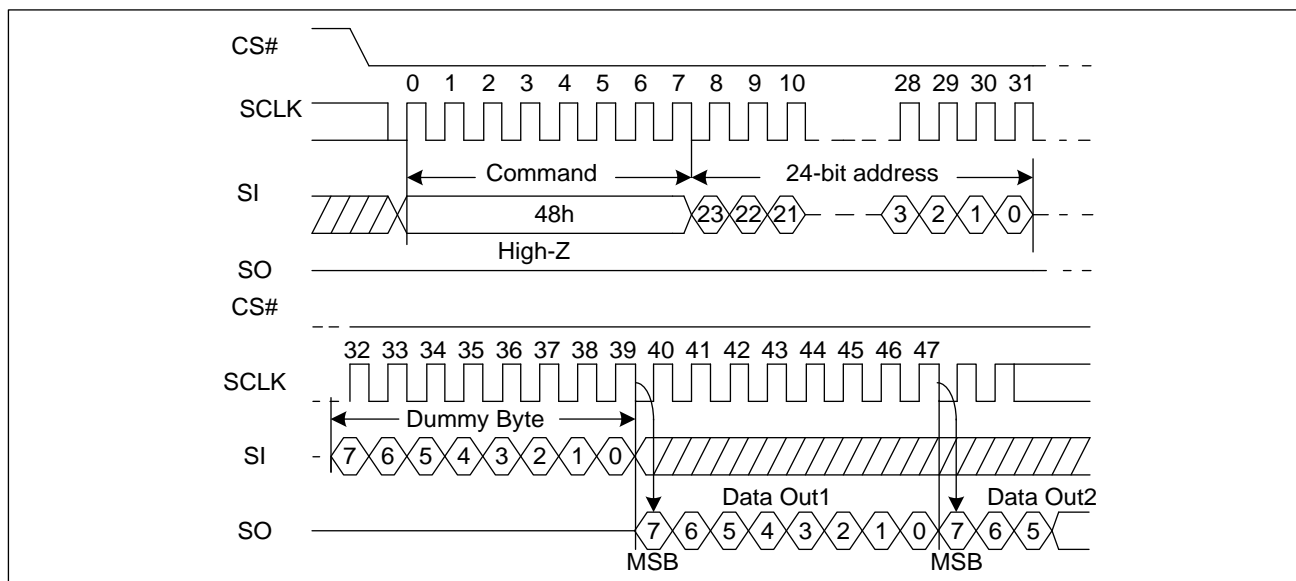 CS#
0 1 2 3 4 5 6 7 8 9 10 28 29 30 31
SCLK
Command 24-bit address
SI
48h 23 22 21 3 2 1 0
High-Z
SO
CS#
32 33 34 35 36 37 38 39 40 41 42 43 44 45 46 47
SCLK
Dummy Byte
SI 7 6 5 4 3 2 1 0
Data Out1 Data Out2
SO 7 6 5 4 3 2 1 0 7 6 5
MSB MSB